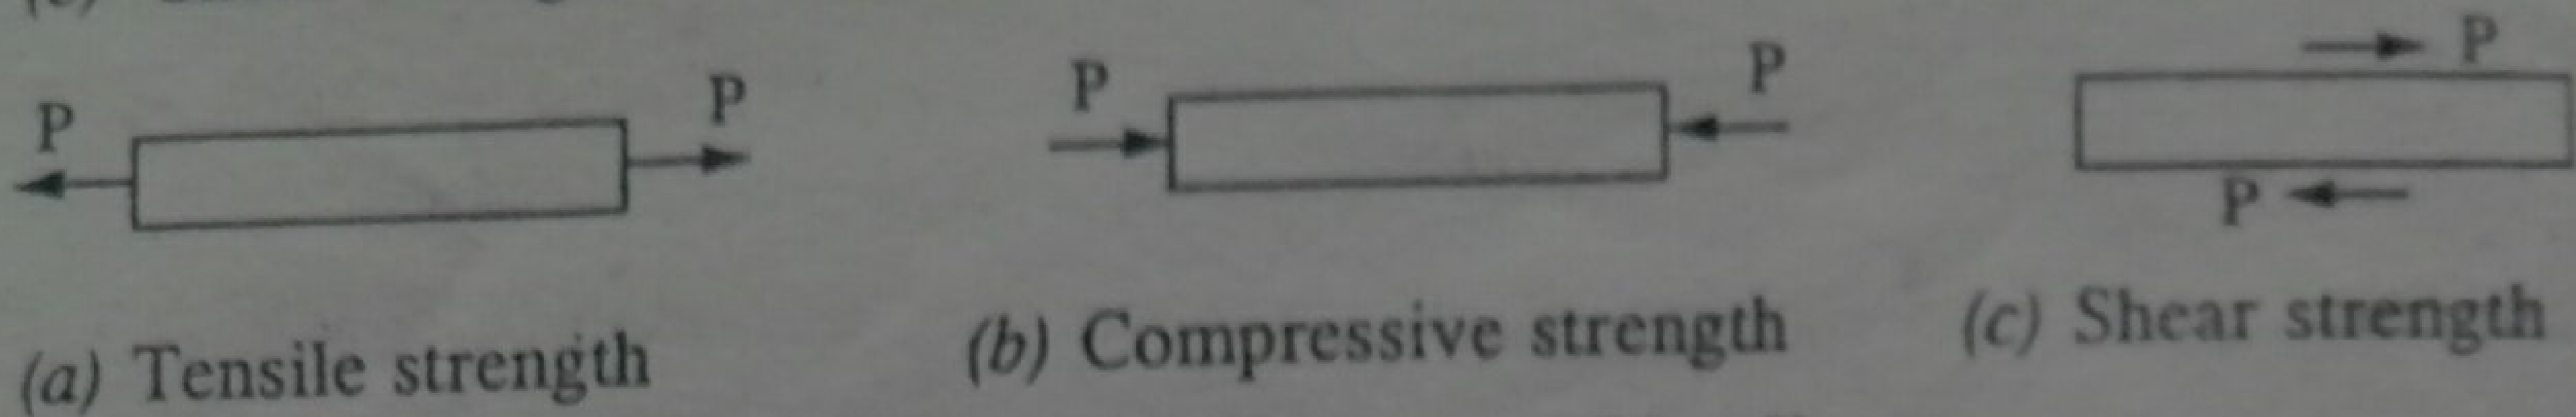 P P
(a) Tensile strength
P P
(b) Compressive strength
P
P
(c) Shear strength